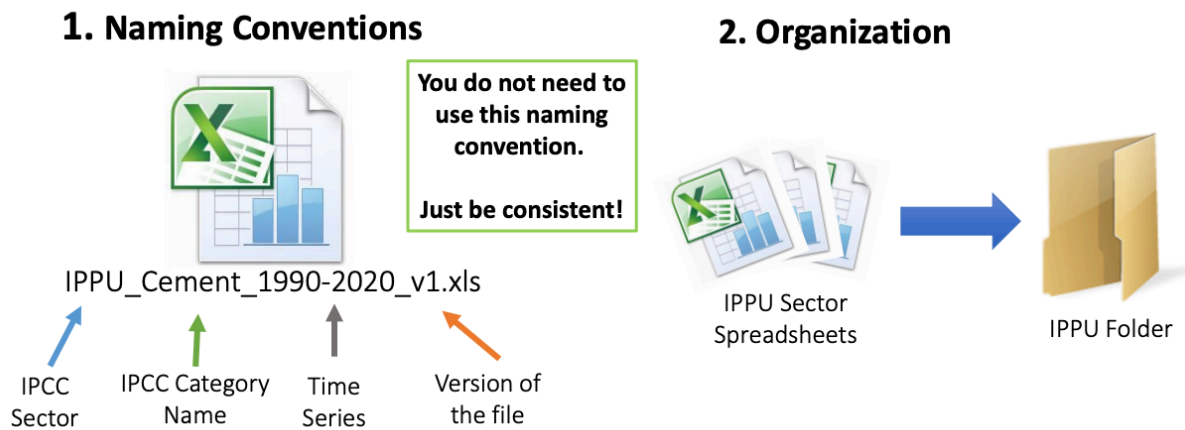 1. Naming Conventions
You do not need to
use this naming
convention.
Just be consistent!
IPPU_Cement_1990-2020_v1.xls
IPCC
Sector
IPCC Category
Name
Time
Series
Version of
the file
2. Organization
IPPU Sector
Spreadsheets
IPPU Folder